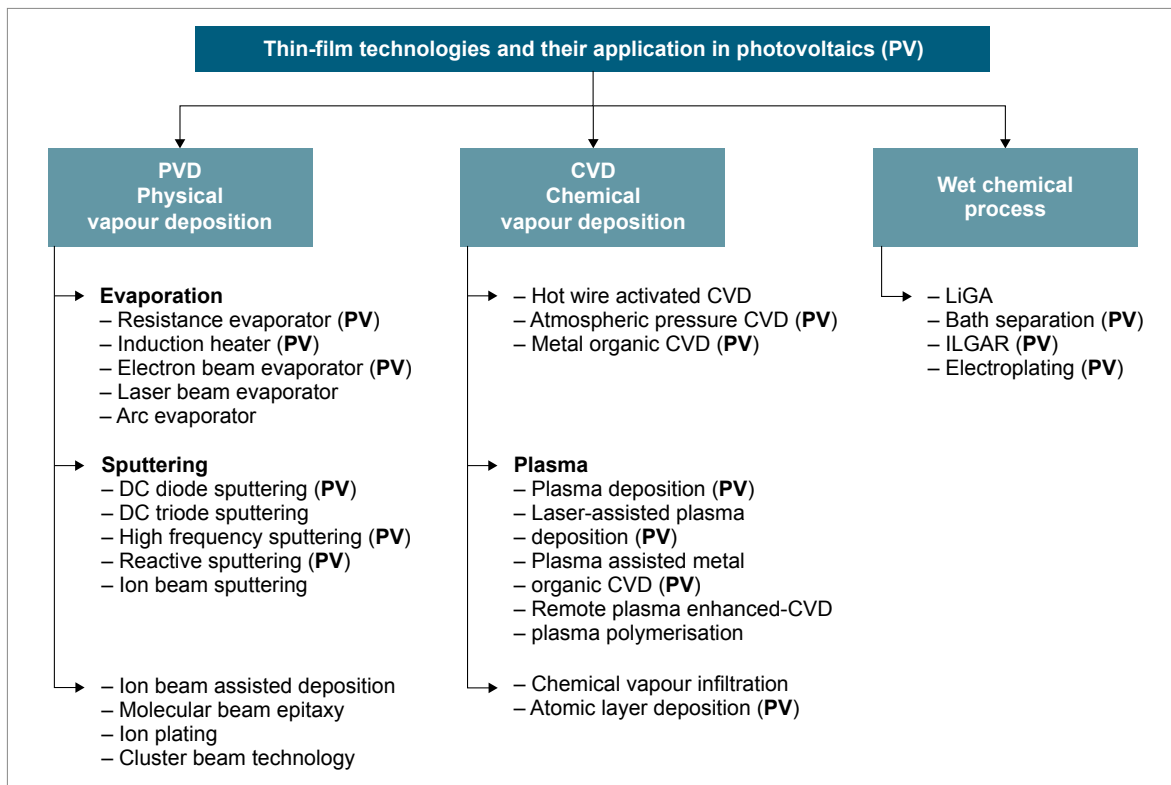 Thin-film technologies and their application in photovoltaics (PV)
PVD
Physical
vapour deposition
Evaporation
– Resistance evaporator (PV)
– Induction heater (PV)
– Electron beam evaporator (PV)
– Laser beam evaporator
– Arc evaporator
Sputtering
– DC diode sputtering (PV)
– DC triode sputtering
– High frequency sputtering (PV)
– Reactive sputtering (PV)
– Ion beam sputtering
– Ion beam assisted deposition
– Molecular beam epitaxy
– Ion plating
– Cluster beam technology
CVD
Chemical
vapour deposition
– Hot wire activated CVD
– Atmospheric pressure CVD (PV)
– Metal organic CVD (PV)
Plasma
– Plasma deposition (PV)
– Laser-assisted plasma
– deposition (PV)
– Plasma assisted metal
– organic CVD (PV)
– Remote plasma enhanced-CVD
– plasma polymerisation
– Chemical vapour infiltration
– Atomic layer deposition (PV)
Wet chemical
process
– LiGA
– Bath separation (PV)
– ILGAR (PV)
– Electroplating (PV)